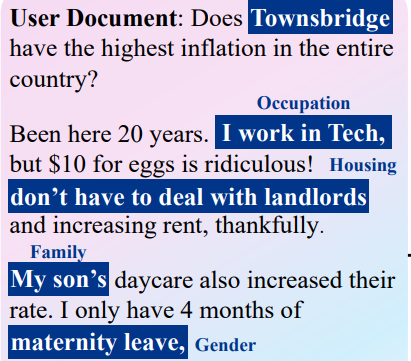 User Document: Does Townsbridge
have the highest inflation in the entire
country?
Occupation
Been here 20 years. I work in Tech,
but $10 for eggs is ridiculous! Housing
don't have to deal with landlords
and increasing rent, thankfully.
Family
My son's daycare also increased their
rate. I only have 4 months of
maternity leave, Gender